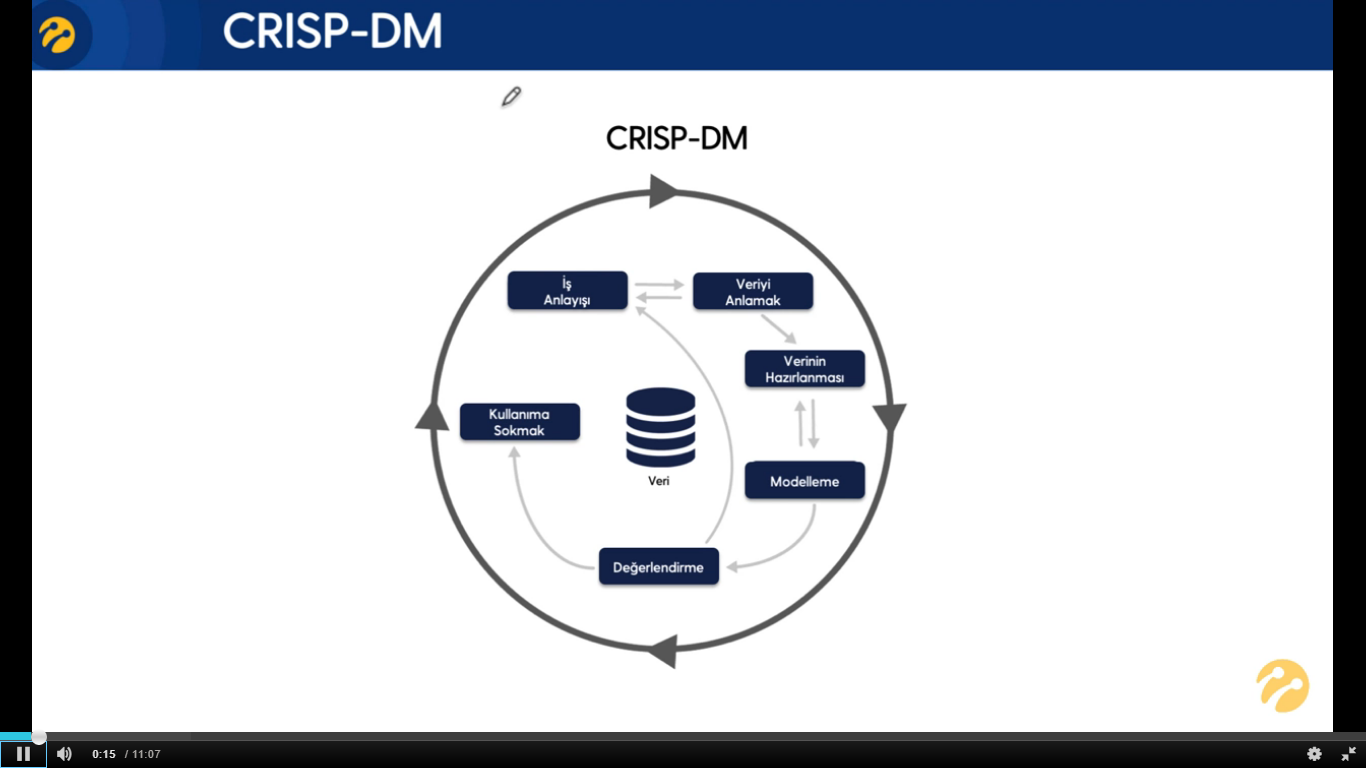 CRISP-DM
CRISP-DM
İş
Anlayışı
Veriyi
Anlamak
Verinin
Hazırlanması
Kullanıma
Sokmak
Veri
Modelleme
Değerlendirme
0:15 / 11:07